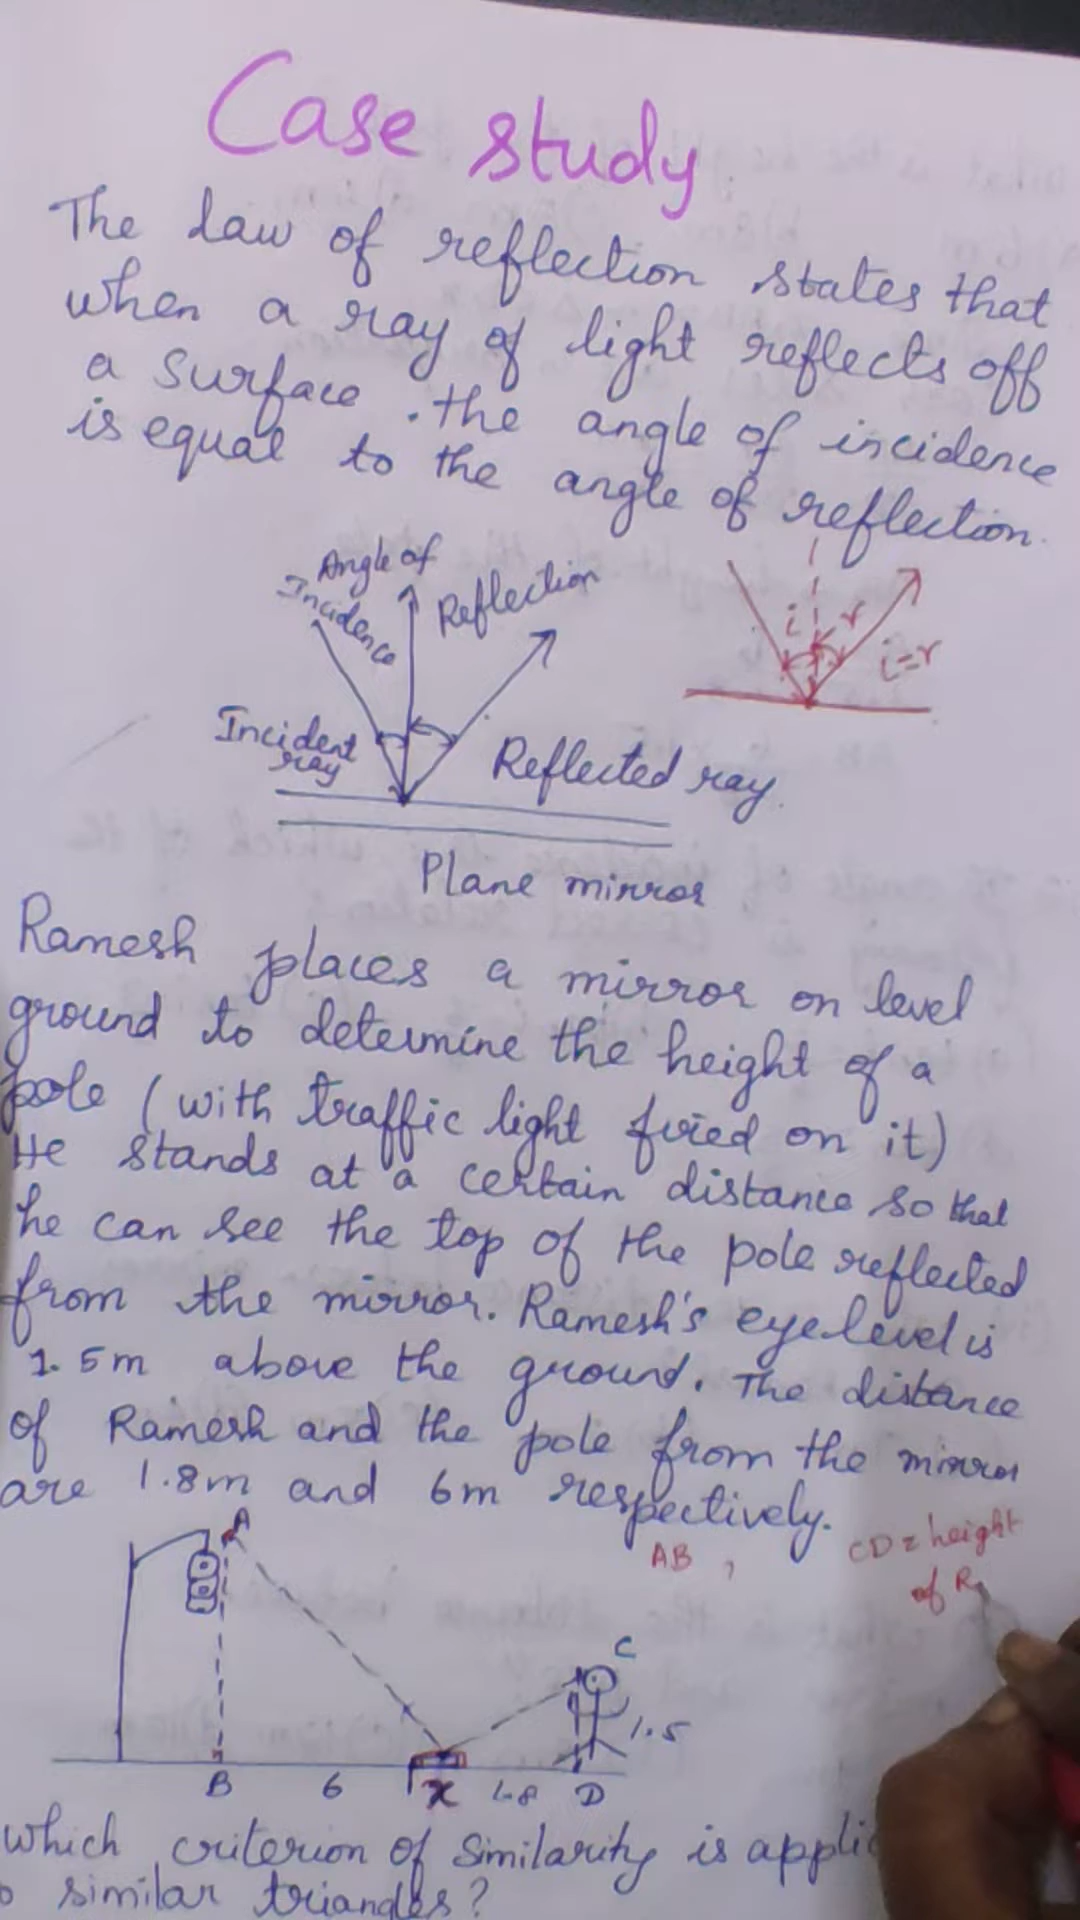 Case study
The law of reflection states that
when a ray of light reflects off
a surface . the angle of incidence
is equal to the angle of reflection.
Angle of
Incidence
Reflection
i r
i=r
Incident
ray
Reflected ray.
Plane mirror
Ramesh places a mirror on level
ground to determine the height of a
pole (with traffic light fixed on it)
He stands at a certain distance so that
he can see the top of the pole reflected
from the mirror. Ramesh's eye level is
1.5m above the ground. The distance
of Ramesh and the pole from the mirror
are 1.8m and 6m respectively.
AB , CD = height
of R
A
C
1.5
B 6 x 1.8 D
which criterion of similarity is applic
similar triangles?